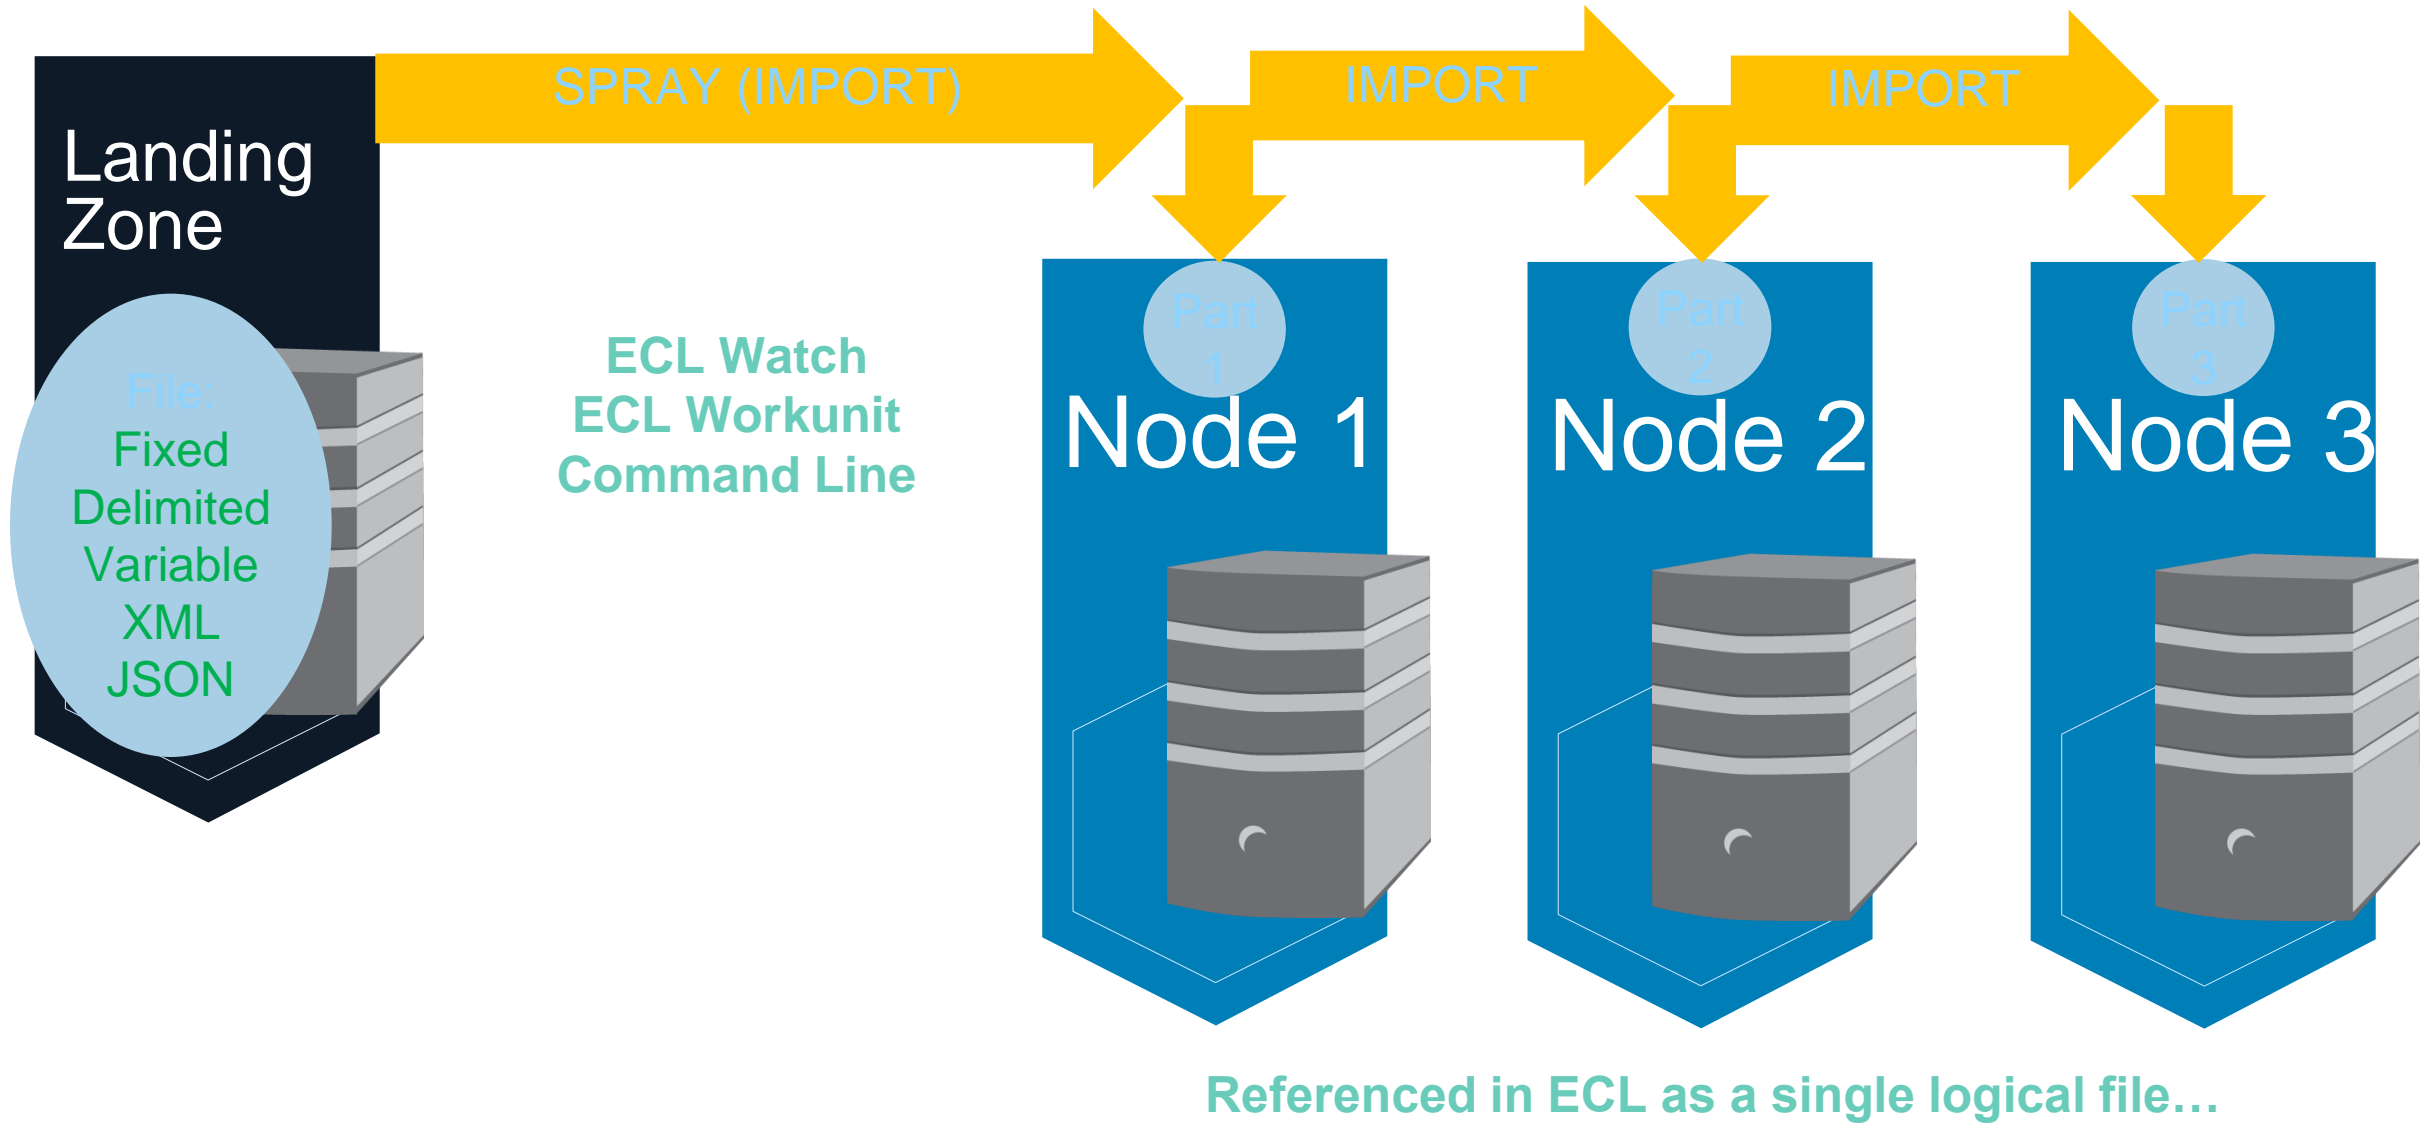 SPRAY (IMPORT)
IMPORT
IMPORT
Landing
Zone
File:
Fixed
Delimited
Variable
XML
JSON
ECL Watch
ECL Workunit
Command Line
Part
1
Node 1
Part
2
Node 2
Part
3
Node 3
Referenced in ECL as a single logical file…